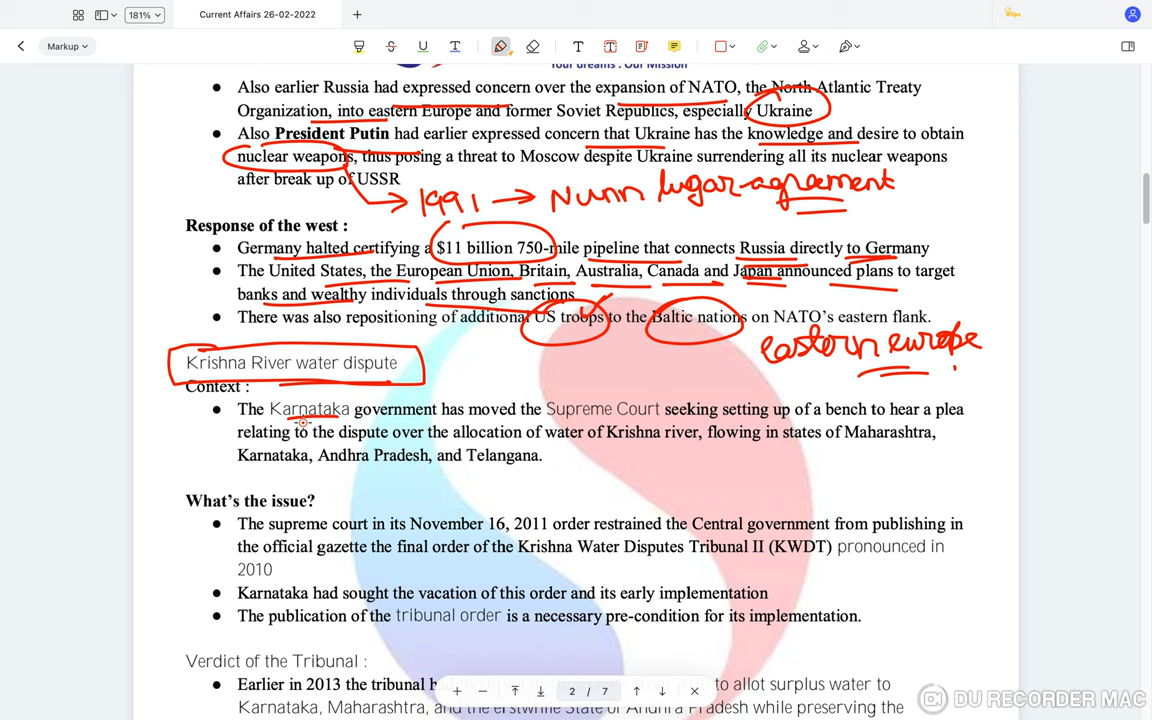 181%
Current Affairs 26-02-2022
Markup
Your dreams : Our Mission
Also earlier Russia had expressed concern over the expansion of NATO, the North Atlantic Treaty
Organization, into eastern Europe and former Soviet Republics, especially Ukraine
Also President Putin had earlier expressed concern that Ukraine has the knowledge and desire to obtain
nuclear weapons, thus posing a threat to Moscow despite Ukraine surrendering all its nuclear weapons
after break up of USSR
1991 → Nunn lugar-agreement
Response of the west :
Germany halted certifying a $11 billion 750-mile pipeline that connects Russia directly to Germany
The United States, the European Union, Britain, Australia, Canada and Japan announced plans to target
banks and wealthy individuals through sanctions
There was also repositioning of additional US troops to the Baltic nations on NATO's eastern flank.
eastern europe
Krishna River water dispute
Context :
The Karnataka government has moved the Supreme Court seeking setting up of a bench to hear a plea
relating to the dispute over the allocation of water of Krishna river, flowing in states of Maharashtra,
Karnataka, Andhra Pradesh, and Telangana.
What's the issue?
The supreme court in its November 16, 2011 order restrained the Central government from publishing in
the official gazette the final order of the Krishna Water Disputes Tribunal II (KWDT) pronounced in
2010
Karnataka had sought the vacation of this order and its early implementation
The publication of the tribunal order is a necessary pre-condition for its implementation.
Verdict of the Tribunal :
Earlier in 2013 the tribunal to allot surplus water to
Karnataka, Maharashtra, and the erstwhile State of Andhra Pradesh while preserving the
2 / 7
DU RECORDER MAC